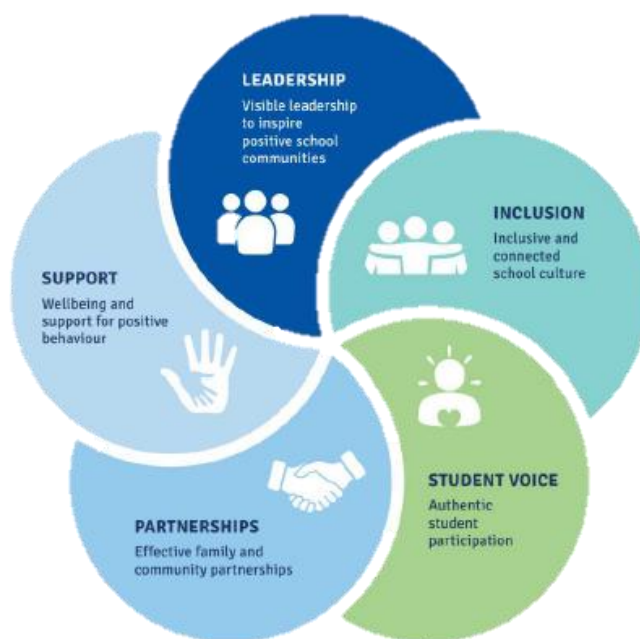 LEADERSHIP
Visible leadership
to inspire
positive school
communities
INCLUSION
Inclusive and
connected
school culture
SUPPORT
Wellbeing and
support for positive
behaviour
STUDENT VOICE
Authentic
student
participation
PARTNERSHIPS
Effective family and
community partnerships